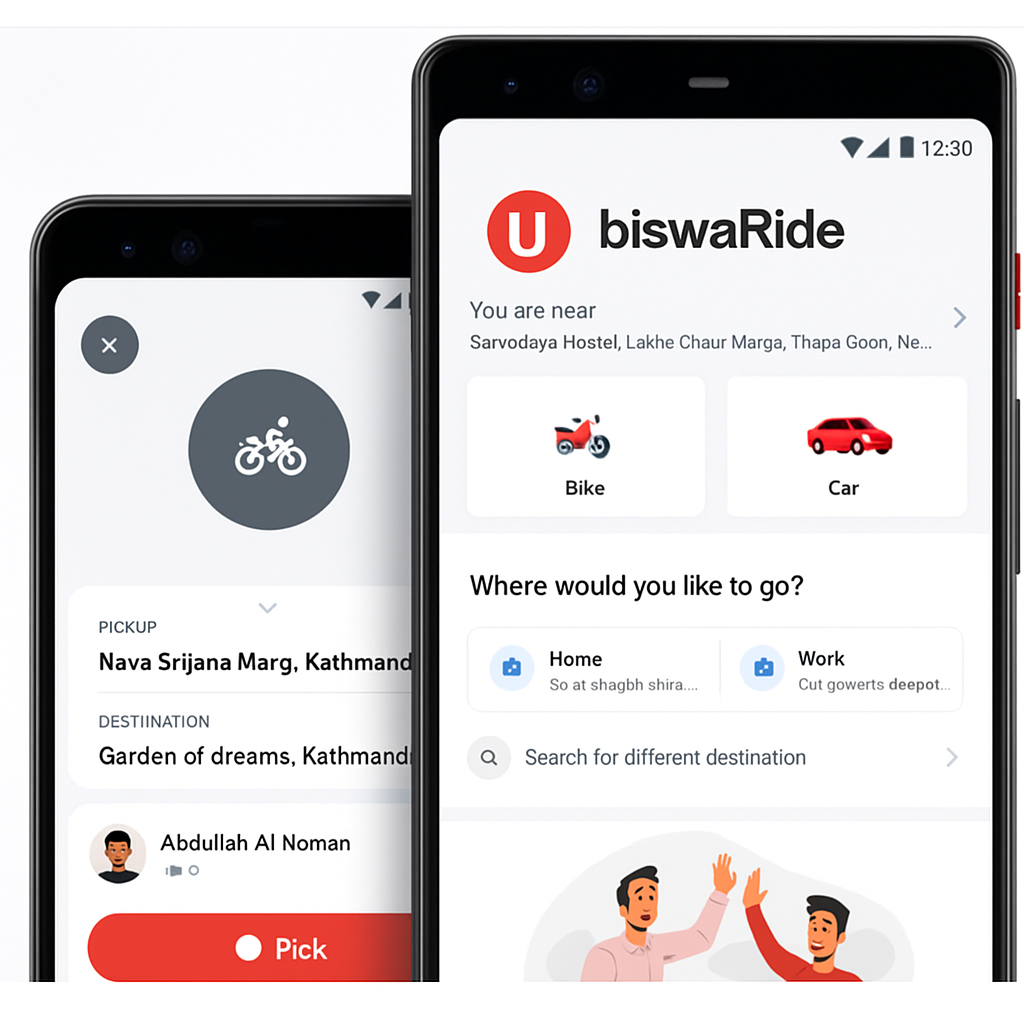 12:30
U biswaRide
You are near
Sarvodaya Hostel, Lakhe Chaur Marga, Thapa Goon, Ne...
Bike
Car
Where would you like to go?
Home
So at shagbh shira....
Work
Cut gowerts deepot...
Search for different destination
PICKUP
Nava Srijana Marg, Kathmand
DESTIINATION
Garden of dreams, Kathmand
Abdullah Al Noman
Pick